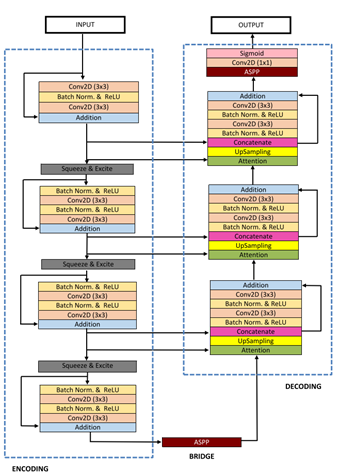 INPUT
Conv2D (3x3)
Batch Norm. & ReLU
Conv2D (3x3)
Addition
Squeeze & Excite
Batch Norm. & ReLU
Conv2D (3x3)
Batch Norm. & ReLU
Conv2D (3x3)
Addition
Squeeze & Excite
Batch Norm. & ReLU
Conv2D (3x3)
Batch Norm. & ReLU
Conv2D (3x3)
Addition
Squeeze & Excite
Batch Norm. & ReLU
Conv2D (3x3)
Batch Norm. & ReLU
Conv2D (3x3)
Addition
ENCODING
ASPP
BRIDGE
OUTPUT
Sigmoid
Conv2D (1x1)
ASPP
Addition
Conv2D (3x3)
Batch Norm. & ReLU
Conv2D (3x3)
Batch Norm. & ReLU
Concatenate
UpSampling
Attention
Addition
Conv2D (3x3)
Batch Norm. & ReLU
Conv2D (3x3)
Batch Norm. & ReLU
Concatenate
UpSampling
Attention
Addition
Conv2D (3x3)
Batch Norm. & ReLU
Conv2D (3x3)
Batch Norm. & ReLU
Concatenate
UpSampling
Attention
DECODING